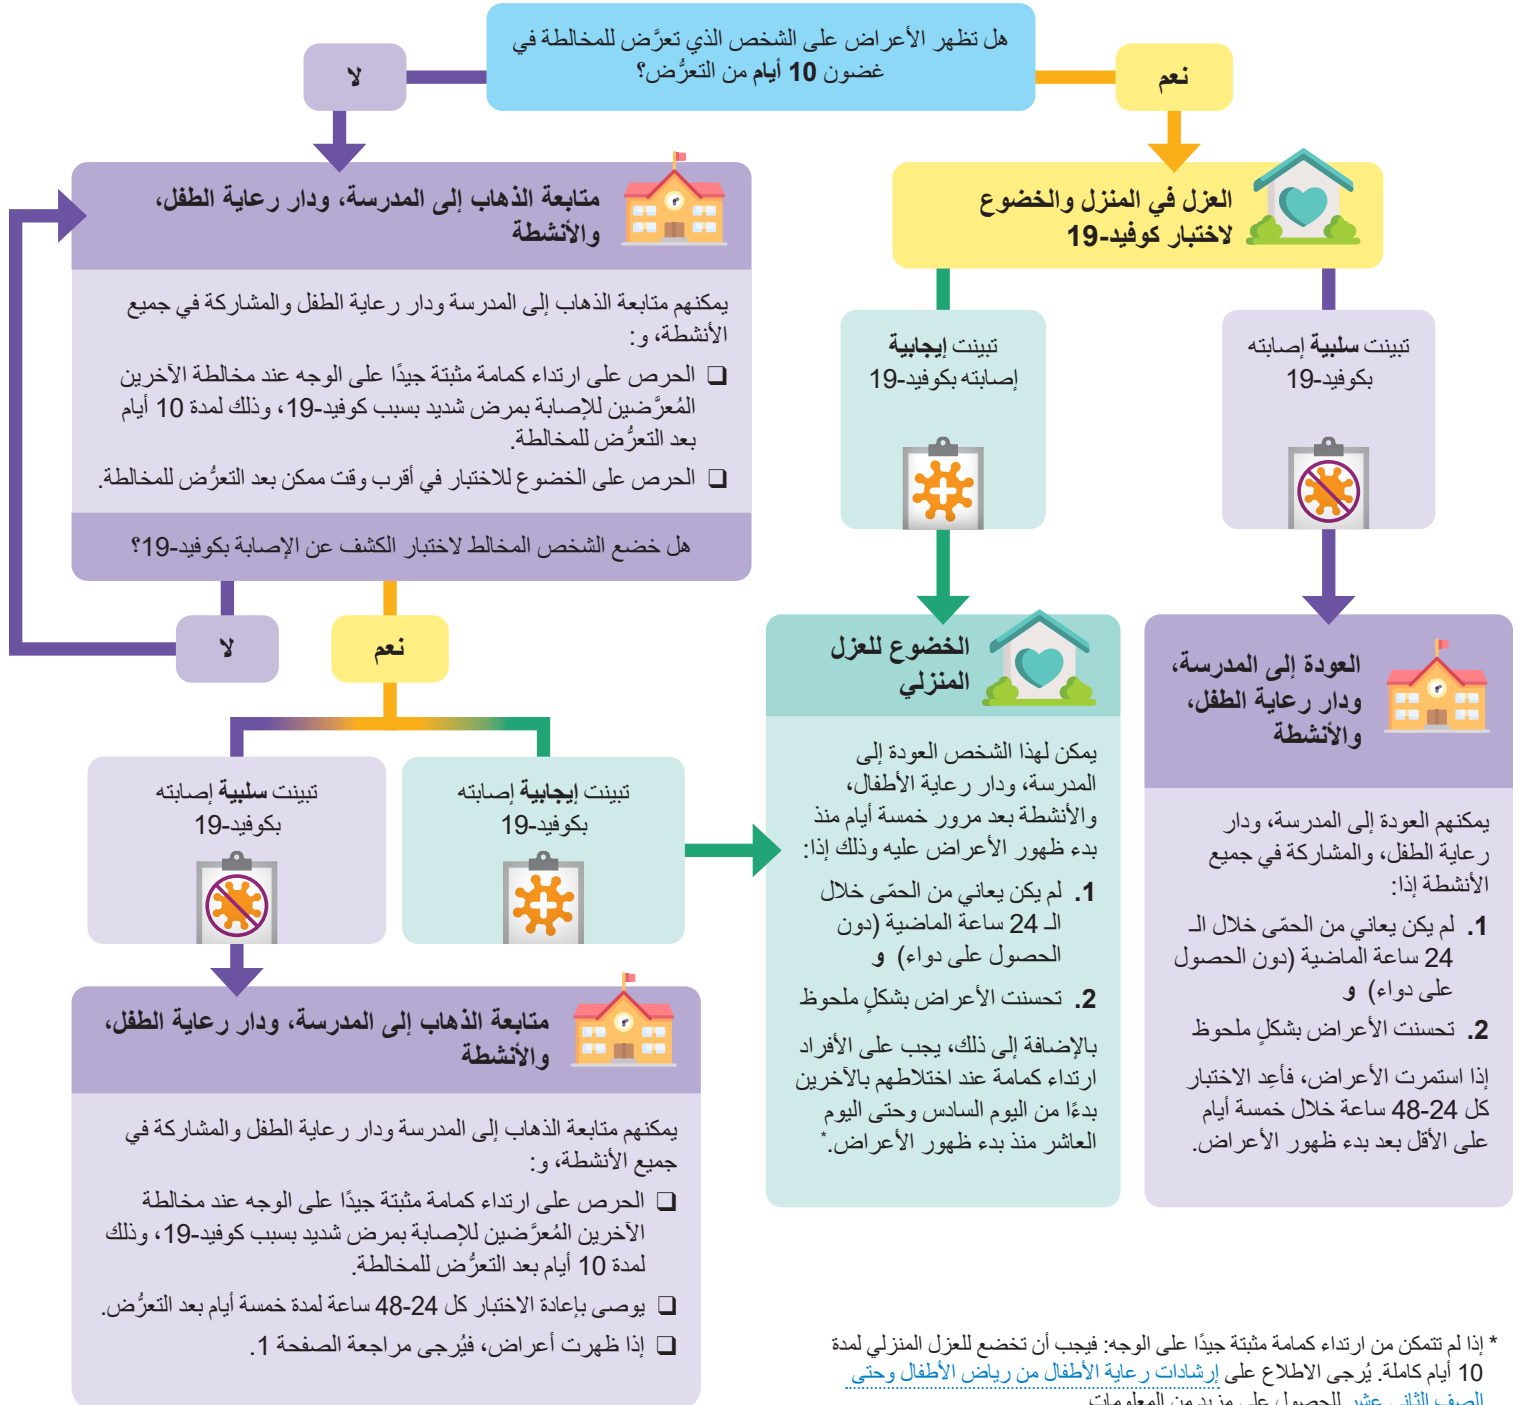 هل تظهر الأعراض على الشخص الذي تعرَّض للمخالطة في
غضون 10 أيام من التعرُّض؟
نعم
لا
العزل في المنزل والخضوع
لاختبار كوفيد-19
تبينت سلبية إصابته
بكوفيد-19
تبينت إيجابية
إصابته بكوفيد-19
العودة إلى المدرسة،
ودار رعاية الطفل،
والأنشطة
يمكنهم العودة إلى المدرسة، ودار
رعاية الطفل، والمشاركة في جميع
الأنشطة إذا:
1. لم يكن يعاني من الحمّى خلال الـ
24 ساعة الماضية (دون الحصول
على دواء) و
2. تحسنت الأعراض بشكلٍ ملحوظ
إذا استمرت الأعراض، فأعِد الاختبار
كل 24-48 ساعة خلال خمسة أيام
على الأقل بعد بدء ظهور الأعراض.
الخضوع للعزل
المنزلي
يمكن لهذا الشخص العودة إلى
المدرسة، ودار رعاية الأطفال،
والأنشطة بعد مرور خمسة أيام منذ
بدء ظهور الأعراض عليه وذلك إذا:
1. لم يكن يعاني من الحمّى خلال
الـ 24 ساعة الماضية (دون
الحصول على دواء) و
2. تحسنت الأعراض بشكلٍ ملحوظ
بالإضافة إلى ذلك، يجب على الأفراد
ارتداء كمامة عند اختلاطهم بالآخرين
بدءًا من اليوم السادس وحتى اليوم
العاشر منذ بدء ظهور الأعراض.*
متابعة الذهاب إلى المدرسة، ودار رعاية الطفل،
والأنشطة
يمكنهم متابعة الذهاب إلى المدرسة ودار رعاية الطفل والمشاركة في جميع
الأنشطة، و:
❑ الحرص على ارتداء كمامة مثبتة جيدًا على الوجه عند مخالطة الآخرين
المُعرَّضين للإصابة بمرض شديد بسبب كوفيد-19، وذلك لمدة 10 أيام
بعد التعرُّض للمخالطة.
❑ الحرص على الخضوع للاختبار في أقرب وقت ممكن بعد التعرُّض للمخالطة.
هل خضع الشخص المخالط لاختبار الكشف عن الإصابة بكوفيد-19؟
نعم
لا
تبينت إيجابية إصابته
بكوفيد-19
تبينت سلبية إصابته
بكوفيد-19
متابعة الذهاب إلى المدرسة، ودار رعاية الطفل،
والأنشطة
يمكنهم متابعة الذهاب إلى المدرسة ودار رعاية الطفل والمشاركة في
جميع الأنشطة، و:
❑ الحرص على ارتداء كمامة مثبتة جيدًا على الوجه عند مخالطة
الآخرين المُعرَّضين للإصابة بمرض شديد بسبب كوفيد-19، وذلك
لمدة 10 أيام بعد التعرُّض للمخالطة.
❑ يوصى بإعادة الاختبار كل 24-48 ساعة لمدة خمسة أيام بعد التعرُّض.
❑ إذا ظهرت أعراض، فيُرجى مراجعة الصفحة 1.
* إذا لم تتمكن من ارتداء كمامة مثبتة جيدًا على الوجه: فيجب أن تخضع للعزل المنزلي لمدة
10 أيام كاملة. يُرجى الاطلاع على إرشادات رعاية الأطفال من رياض الأطفال وحتى
الصف الثاني عشر للحصول على مزيد من المعلومات